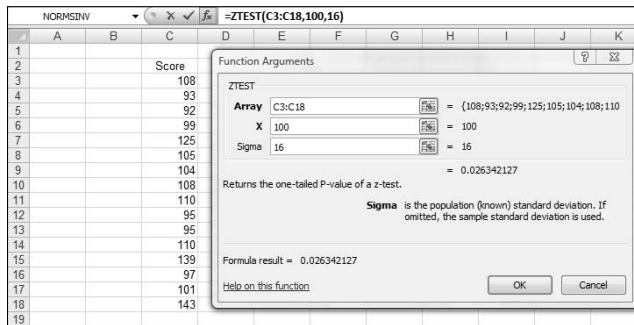 NORMSINV =ZTEST(C3:C18,100,16)
A B C D E F G H I J K
1
2 Score
3 108
4 93
5 92
6 99
7 125
8 105
9 104
10 108
11 110
12 95
13 95
14 110
15 139
16 97
17 101
18 143
19
Function Arguments
ZTEST
Array C3:C18 = {108;93;92;99;125;105;104;108;110
X 100 = 100
Sigma 16 = 16
= 0.026342127
Returns the one-tailed P-value of a z-test.
Sigma is the population (known) standard deviation. If
omitted, the sample standard deviation is used.
Formula result = 0.026342127
Help on this function OK Cancel